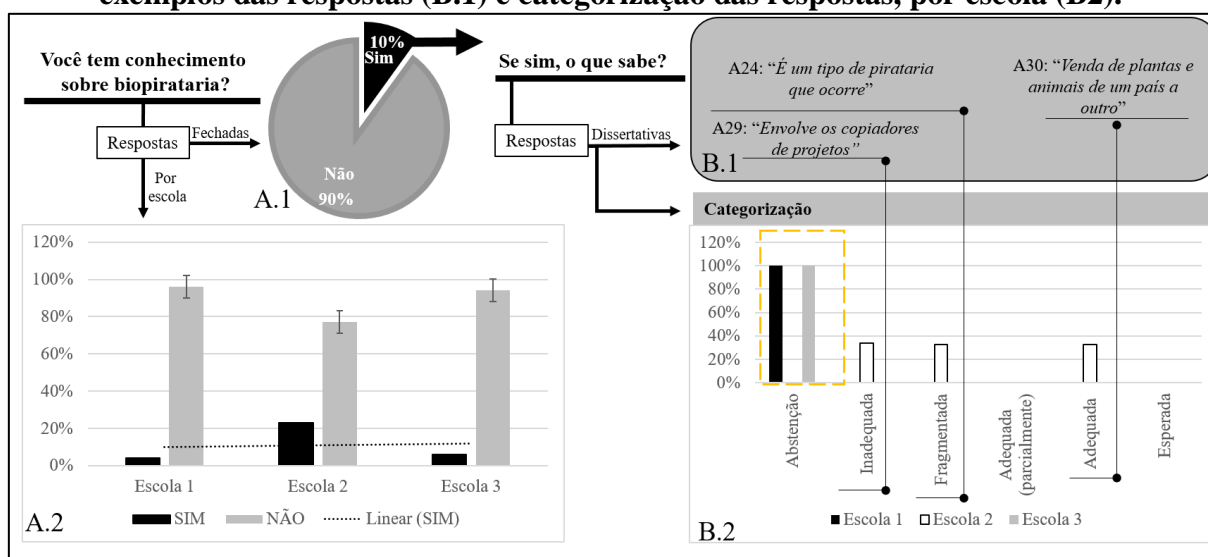 exemplos das respostas (B.1) e categorização das respostas, por escola (B2).
Você tem conhecimento
sobre biopirataria?
Respostas
Fechadas
Por
escola
10%
Sim
Não
90%
A.1
Se sim, o que sabe?
Respostas
Dissertativas
A24: “É um tipo de pirataria
que ocorre”
A29: “Envolve os copiadores
de projetos”
A30: “Venda de plantas e
animais de um país a
outro”
B.1
Categorização
120%
100%
80%
60%
40%
20%
0%
Escola 1
Escola 2
Escola 3
SIM
NÃO
Linear (SIM)
A.2
120%
100%
80%
60%
40%
20%
0%
Abstenção
Inadequada
Fragmentada
Adequada
(parcialmente)
Adequada
Esperada
Escola 1
Escola 2
Escola 3
B.2